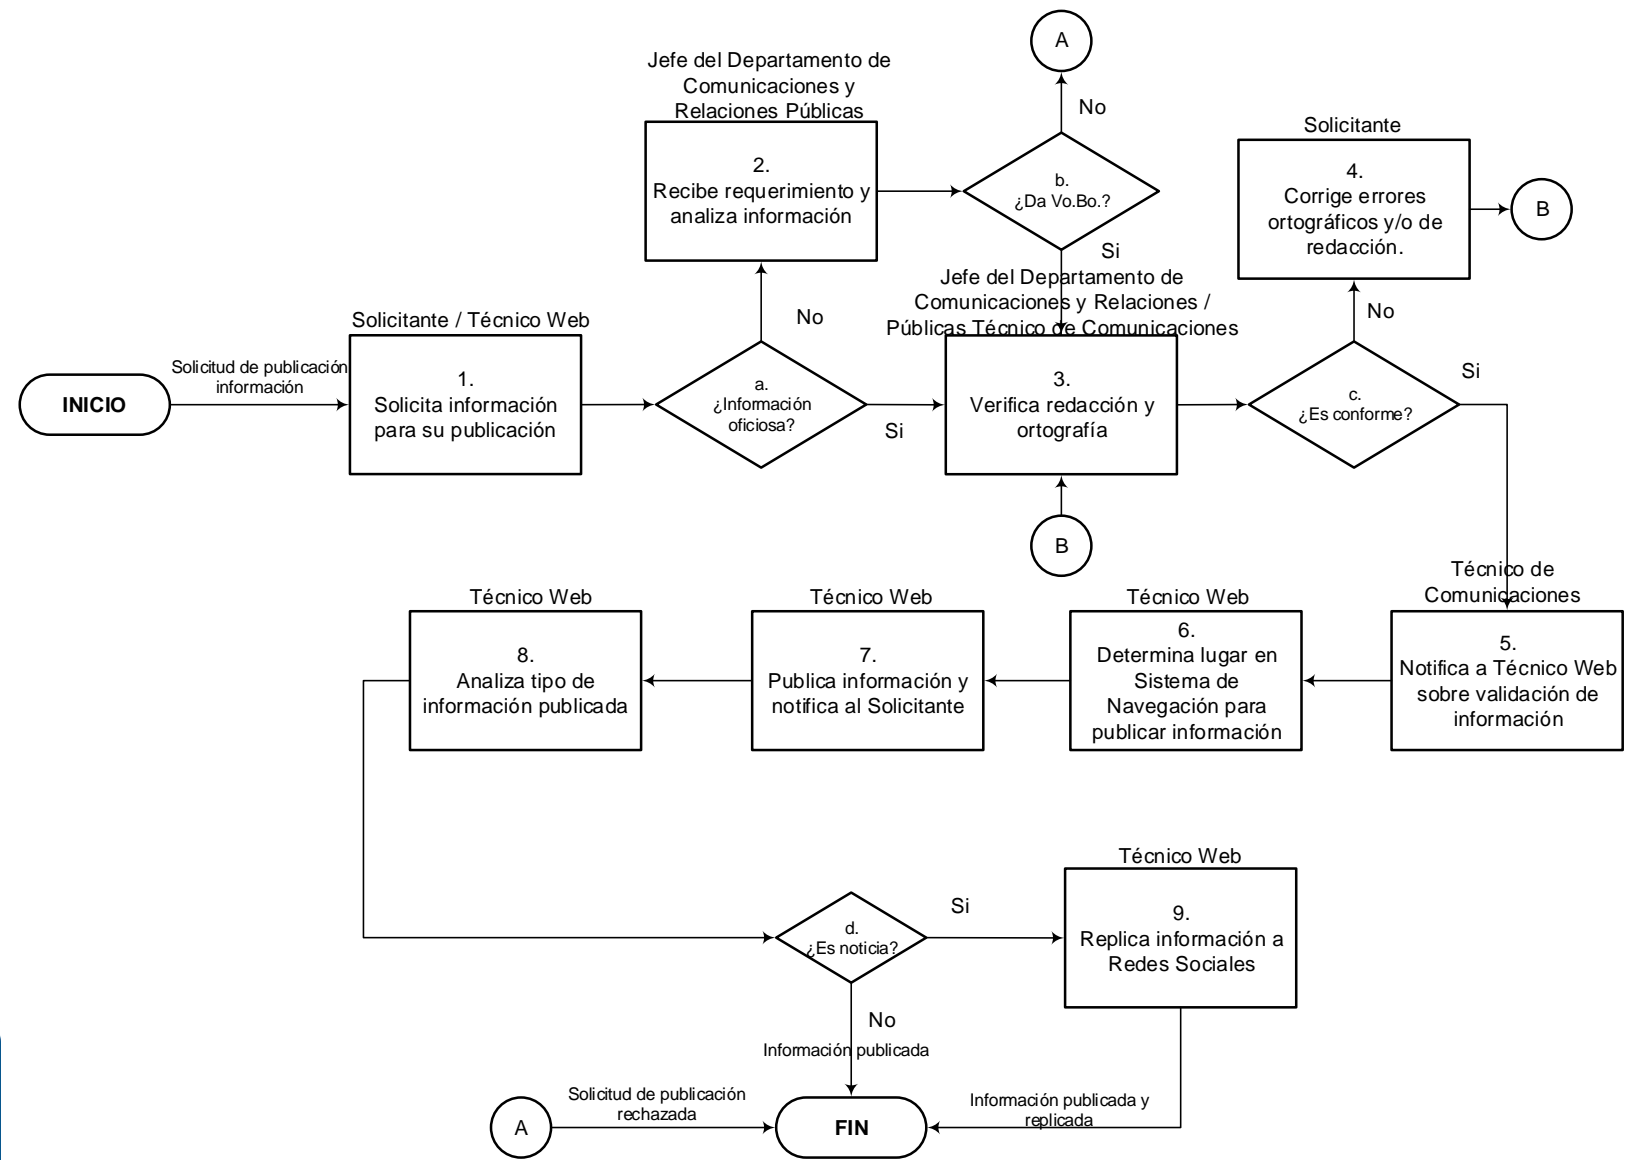 A
Jefe del Departamento de
Comunicaciones y
Relaciones Públicas
No
2.
Recibe requerimiento y
analiza información
b.
¿Da Vo.Bo.?
Solicitante
4.
Corrige errores
ortográficos y/o de
redacción.
B
Si
No
No
Jefe del Departamento de
Comunicaciones y Relaciones /
Públicas Técnico de Comunicaciones
Solicitante / Técnico Web
Solicitud de publicación
información
INICIO
1.
Solicita información
para su publicación
a.
¿Información
oficiosa?
Si
3.
Verifica redacción y
ortografía
c.
¿Es conforme?
Si
B
Técnico Web
8.
Analiza tipo de
información publicada
Técnico Web
7.
Publica información y
notifica al Solicitante
Técnico Web
6.
Determina lugar en
Sistema de
Navegación para
publicar información
Técnico de
Comunicaciones
5.
Notifica a Técnico Web
sobre validación de
información
d.
¿Es noticia?
Si
Técnico Web
9.
Replica información a
Redes Sociales
No
Información publicada
A
Solicitud de publicación
rechazada
FIN
Información publicada y
replicada